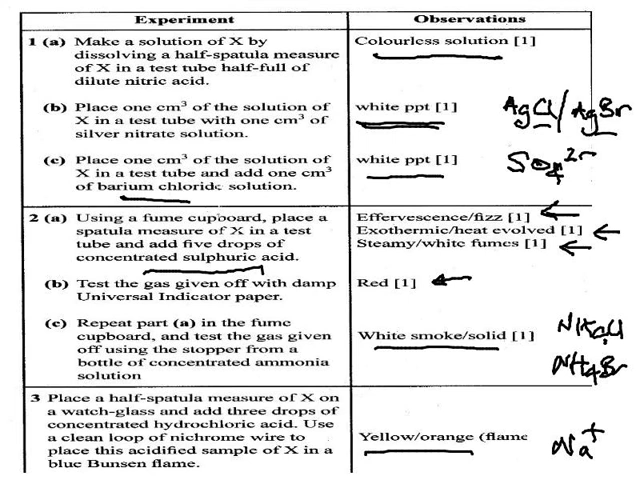 Experiment
Observations
1 (a) Make a solution of X by
dissolving a half-spatula measure
of X in a test tube half-full of
dilute nitric acid.
Colourless solution [1]
(b) Place one cm³ of the solution of
X in a test tube with one cm³ of
silver nitrate solution.
white ppt [1]
AgCl/AgBr
(c) Place one cm³ of the solution of
X in a test tube and add one cm³
of barium chloride solution.
white ppt [1]
SO₄²⁻
2 (a) Using a fume cupboard, place a
spatula measure of X in a test
tube and add five drops of
concentrated sulphuric acid.
Effervescence/fizz [1]
Exothermic/heat evolved [1]
Steamy/white fumes [1]
(b) Test the gas given off with damp
Universal Indicator paper.
Red [1]
(c) Repeat part (a) in the fume
cupboard, and test the gas given
off using the stopper from a
bottle of concentrated ammonia
solution
White smoke/solid [1]
NH₄Cl
NH₄Br
3 Place a half-spatula measure of X on
a watch-glass and add three drops of
concentrated hydrochloric acid. Use
a clean loop of nichrome wire to
place this acidified sample of X in a
blue Bunsen flame.
Yellow/orange (flame
Na⁺